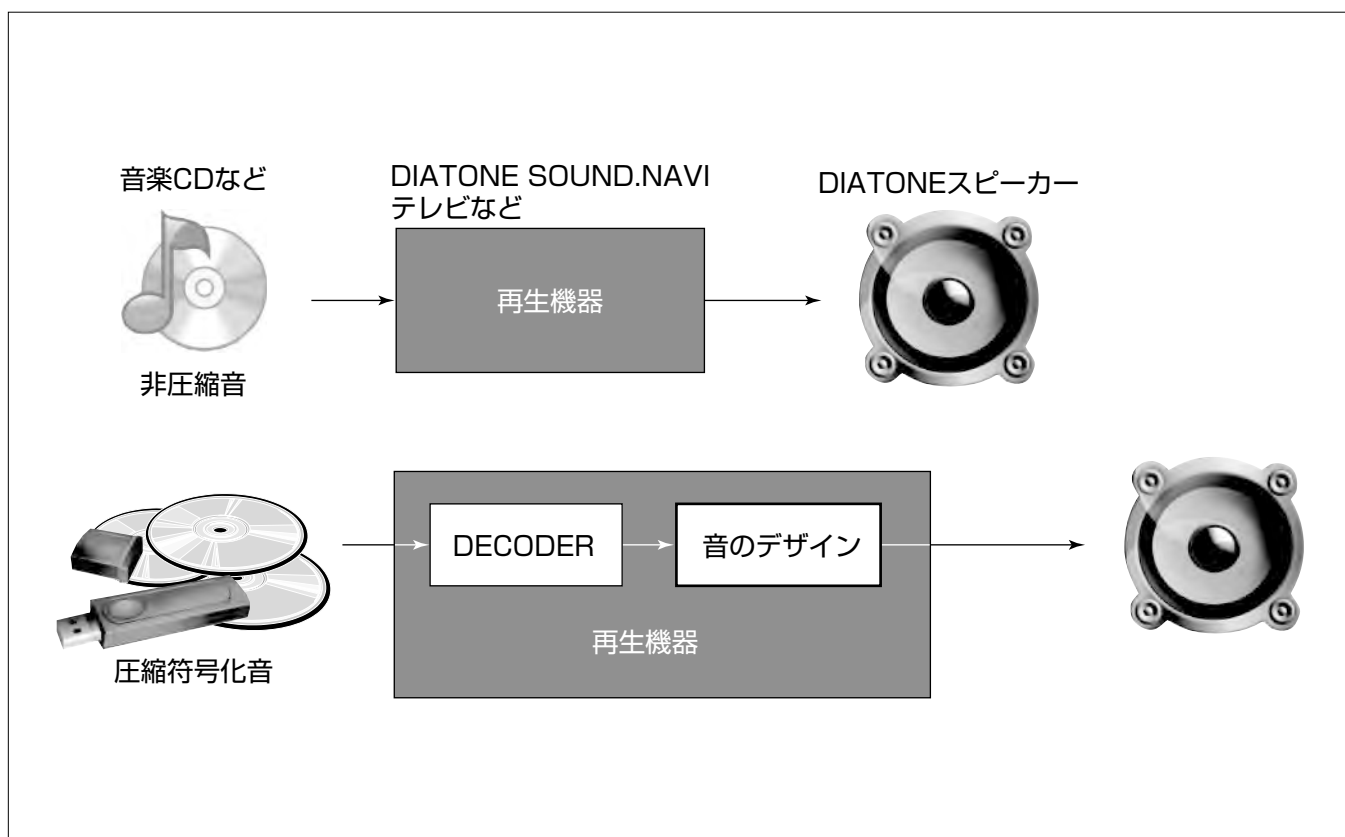 音楽CDなど
DIATONE SOUND.NAVI
テレビなど
DIATONEスピーカー
再生機器
非圧縮音
DECODER
音のデザイン
再生機器
圧縮符号化音